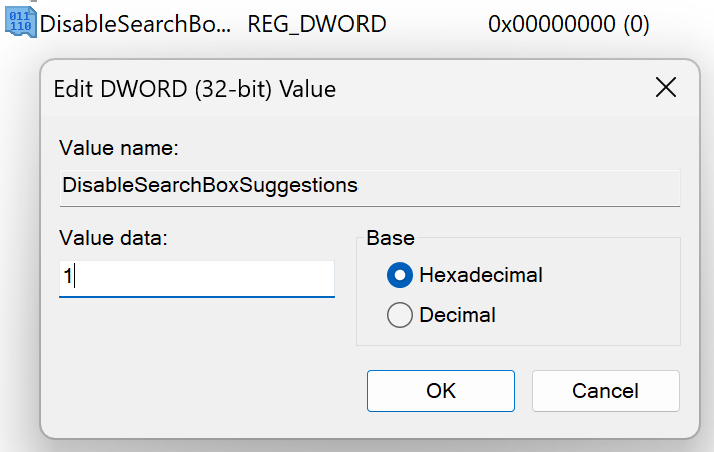 011
110
DisableSearchBo... REG_DWORD 0x00000000 (0)
Edit DWORD (32-bit) Value
Value name:
DisableSearchBoxSuggestions
Value data:
1
Base
Hexadecimal
Decimal
OK Cancel